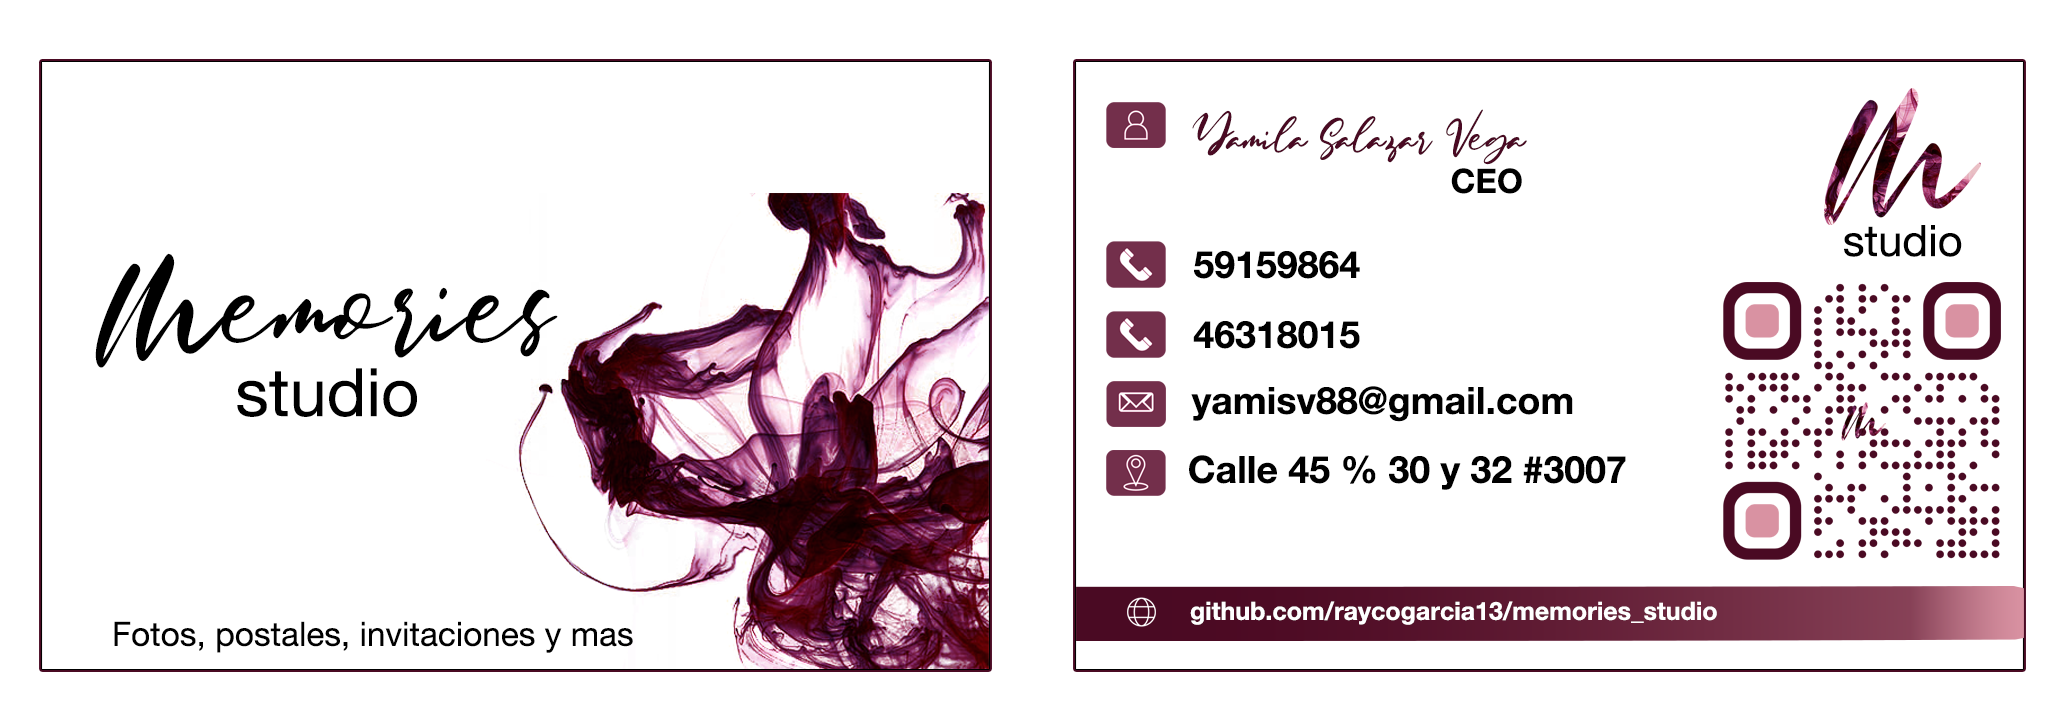 Memories
studio
Fotos, postales, invitaciones y mas
Yamila Salazar Vega
CEO
59159864
46318015
yamisv88@gmail.com
Calle 45 % 30 y 32 #3007
M
studio
M
github.com/raycogarcia13/memories_studio